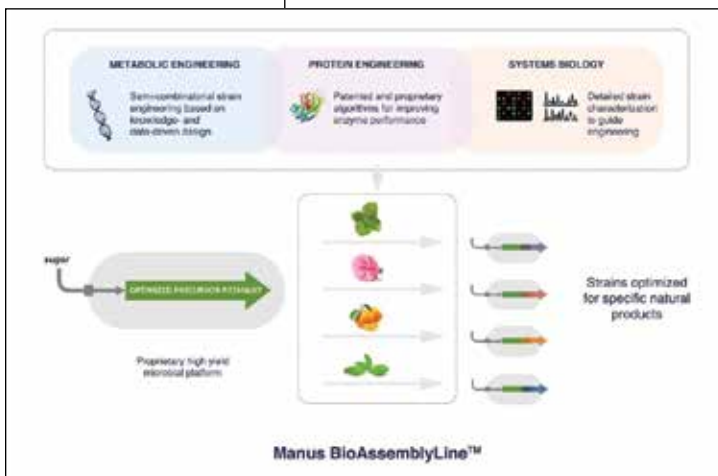 METABOLIC ENGINEERING
Semi-combinatorial strain
engineering based on
knowledge- and
data-driven design
PROTEIN ENGINEERING
Patented and proprietary
algorithms for improving
enzyme performance
SYSTEMS BIOLOGY
Detailed strain
characterization
to guide
engineering
sugar
OPTIMIZED PRECURSOR PATHWAY
Proprietary high yield
microbial platform
Strains optimized
for specific natural
products
Manus BioAssemblyLine™